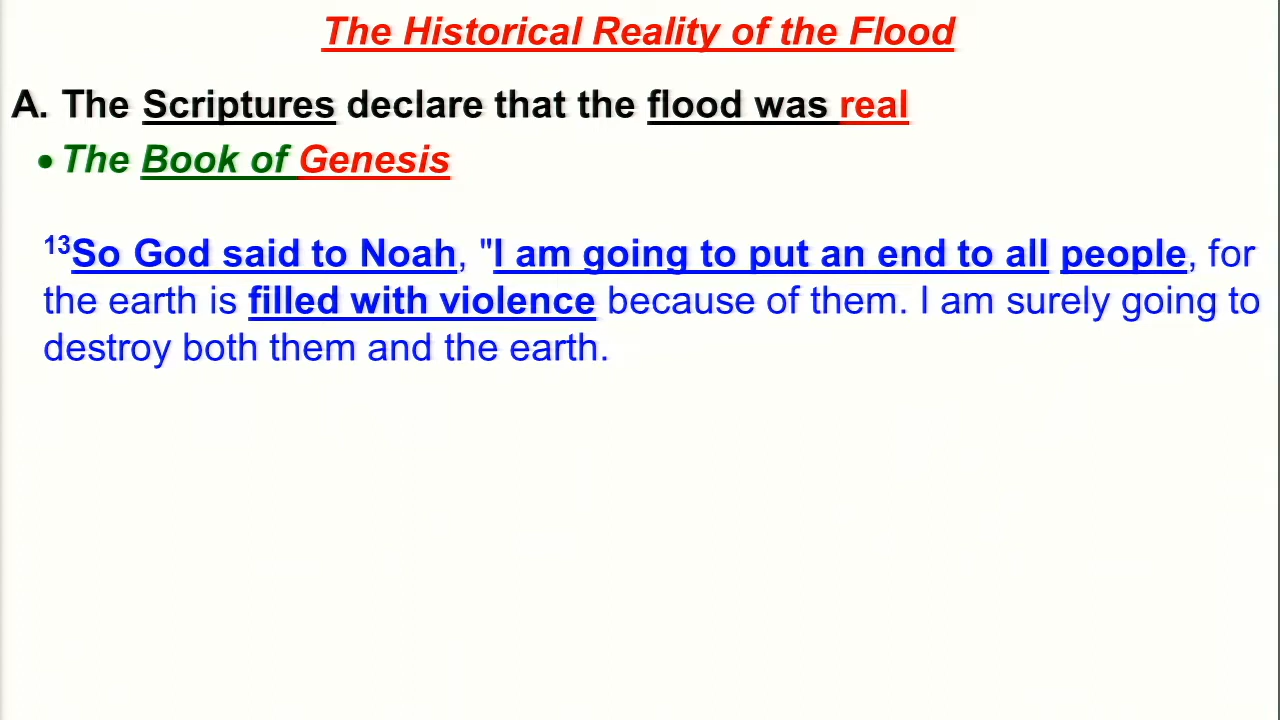 The Historical Reality of the Flood
A. The Scriptures declare that the flood was real
• The Book of Genesis
13So God said to Noah, "I am going to put an end to all people, for
the earth is filled with violence because of them. I am surely going to
destroy both them and the earth.